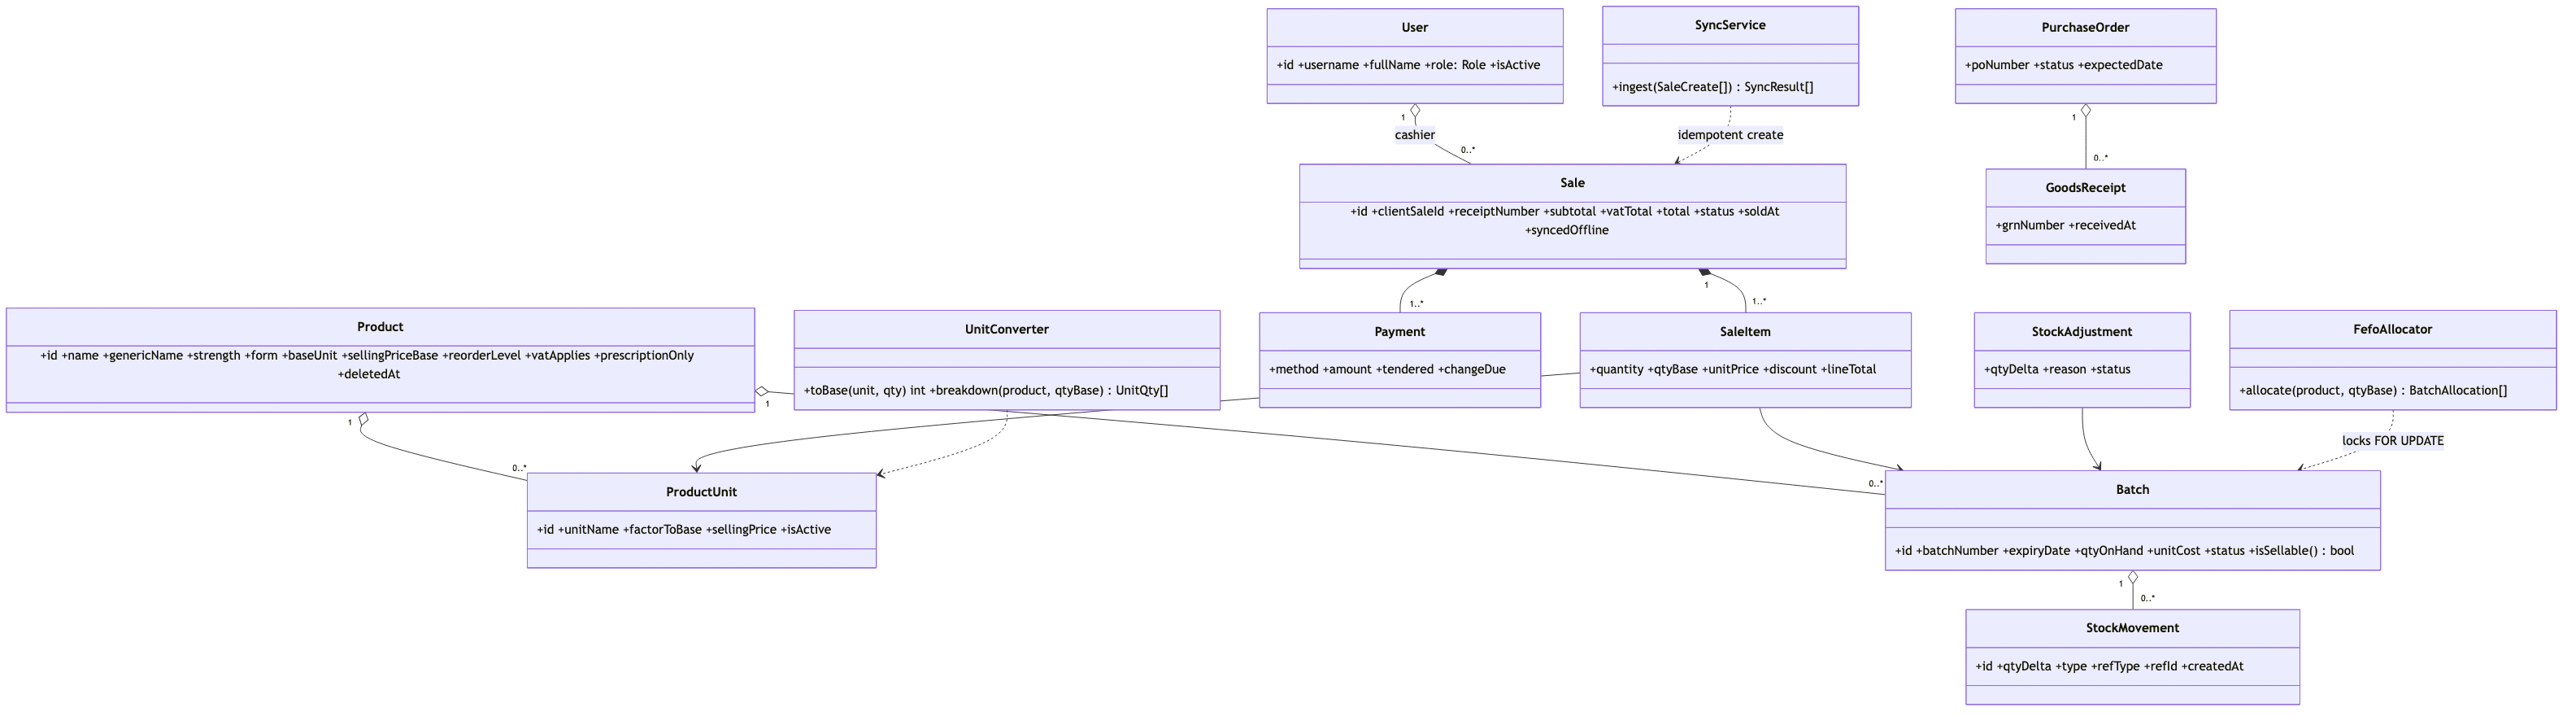 User
+id +username +fullName +role: Role +isActive
SyncService
+ingest(SaleCreate[]) : SyncResult[]
PurchaseOrder
+poNumber +status +expectedDate
1
cashier
0..*
idempotent create
1
0..*
Sale
+id +clientSaleId +receiptNumber +subtotal +vatTotal +total +status +soldAt
+syncedOffline
GoodsReceipt
+grnNumber +receivedAt
1
1..*
1..*
Product
+id +name +genericName +strength +form +baseUnit +sellingPriceBase +reorderLevel +vatApplies +prescriptionOnly
+deletedAt
UnitConverter
+toBase(unit, qty) int +breakdown(product, qtyBase) : UnitQty[]
Payment
+method +amount +tendered +changeDue
SaleItem
+quantity +qtyBase +unitPrice +discount +lineTotal
StockAdjustment
+qtyDelta +reason +status
FefoAllocator
+allocate(product, qtyBase) : BatchAllocation[]
1
1
0..*
0..*
locks FOR UPDATE
ProductUnit
+id +unitName +factorToBase +sellingPrice +isActive
Batch
+id +batchNumber +expiryDate +qtyOnHand +unitCost +status +isSellable() : bool
1
0..*
StockMovement
+id +qtyDelta +type +refType +refId +createdAt